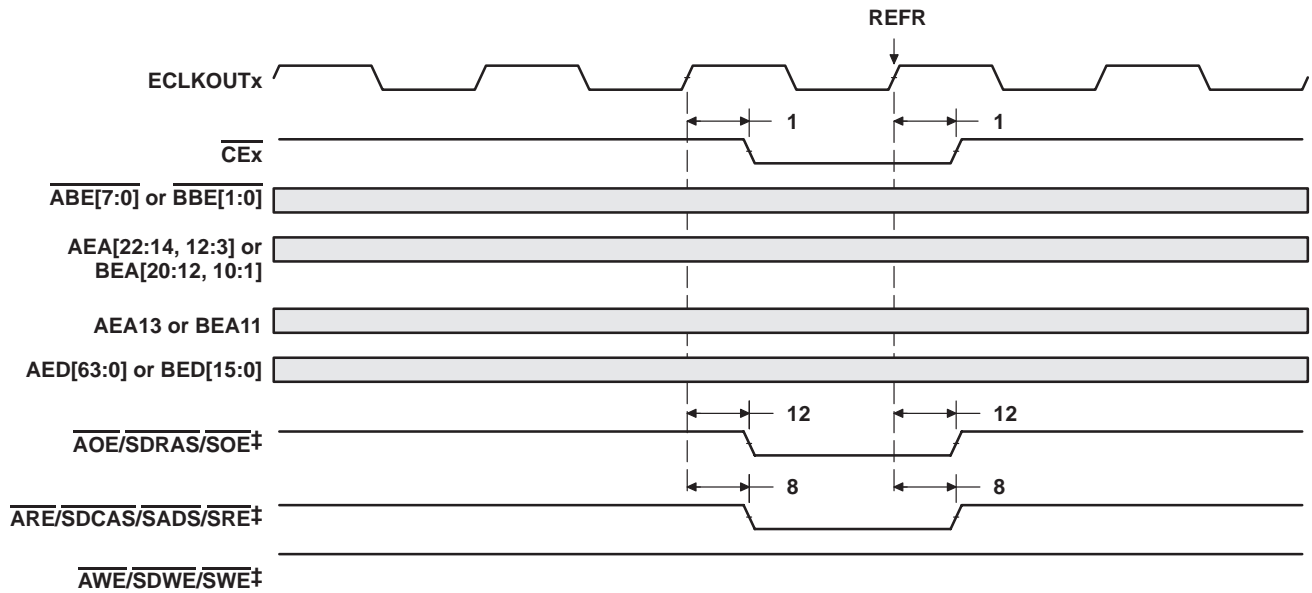 REFR
ECLKOUTx
1 1
CEx
ABE[7:0] or BBE[1:0]
AEA[22:14, 12:3] or
BEA[20:12, 10:1]
AEA13 or BEA11
AED[63:0] or BED[15:0]
12 12
AOE/SDRAS/SOE‡
8 8
ARE/SDCAS/SADS/SRE‡
AWE/SDWE/SWE‡